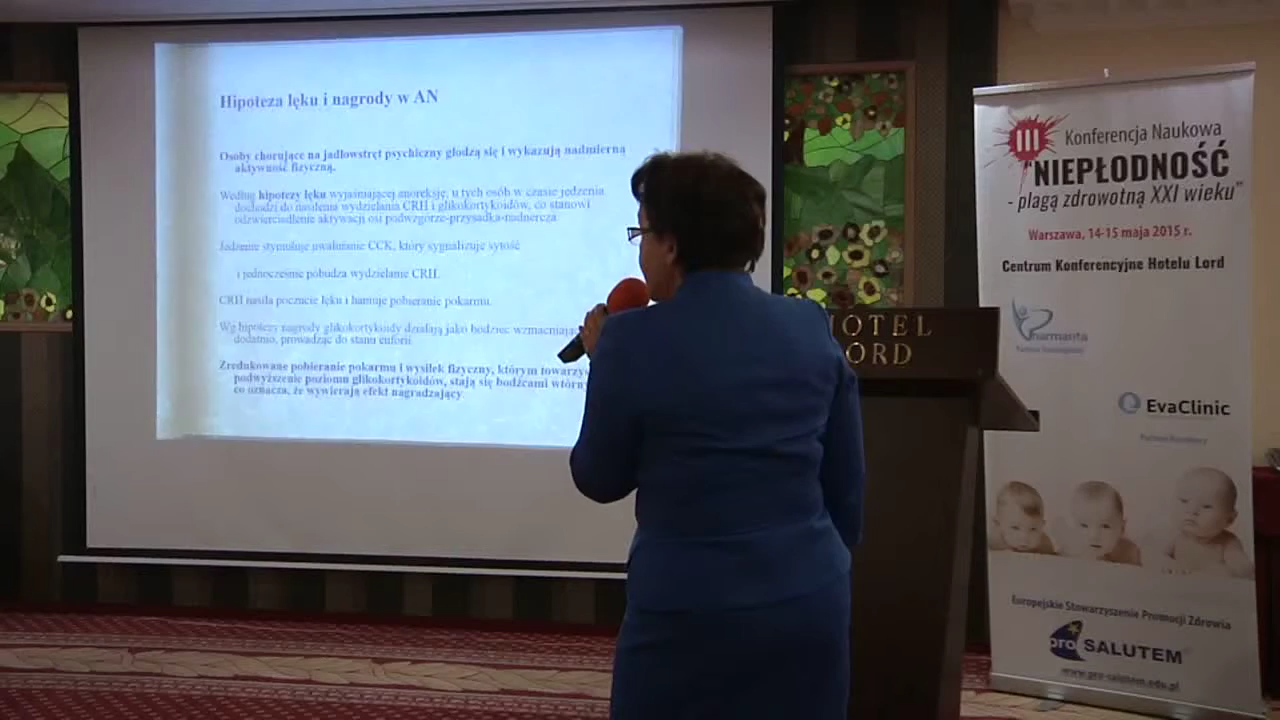 Hipoteza lęku i nagrody w AN
Osoby chorujące na jadłowstręt psychiczny głodzą się i wykazują nadmierną
aktywność fizyczną.
Według hipotezy lęku wyjaśniającej anoreksję, u tych osób w czasie jedzenia
dochodzi do nasilenia wydzielania CRH i glikokortykoidów, co stanowi
odzwierciedlenie aktywacji osi podwzgórze-przysadka-nadnercza.
Jedzenie stymuluje uwalnianie CCK, który sygnalizuje sytość
i jednocześnie pobudza wydzielanie CRH.
CRH nasila poczucie lęku i hamuje pobieranie pokarmu.
Wg hipotezy nagrody glikokortykoidy działają jako bodziec
dodatnio, prowadząc do stanu euforii.
Zredukowane pobieranie pokarmu i wysiłek fizyczny, którym
podwyższenie poziomu glikokortykoidów, stają się bodźcami
co oznacza, że wywierają efekt nagradzający.
HOTEL
LORD
III
Konferencja Naukowa
"NIEPŁODNOŚĆ
- plagą zdrowotną XXI wieku"
Warszawa, 14-15 maja 2015 r.
Centrum Konferencyjne Hotelu Lord
EvaClinic
Europejskie Stowarzyszenie Promocji Zdrowia
pro SALUTEM
www.pro-salutem.edu.pl